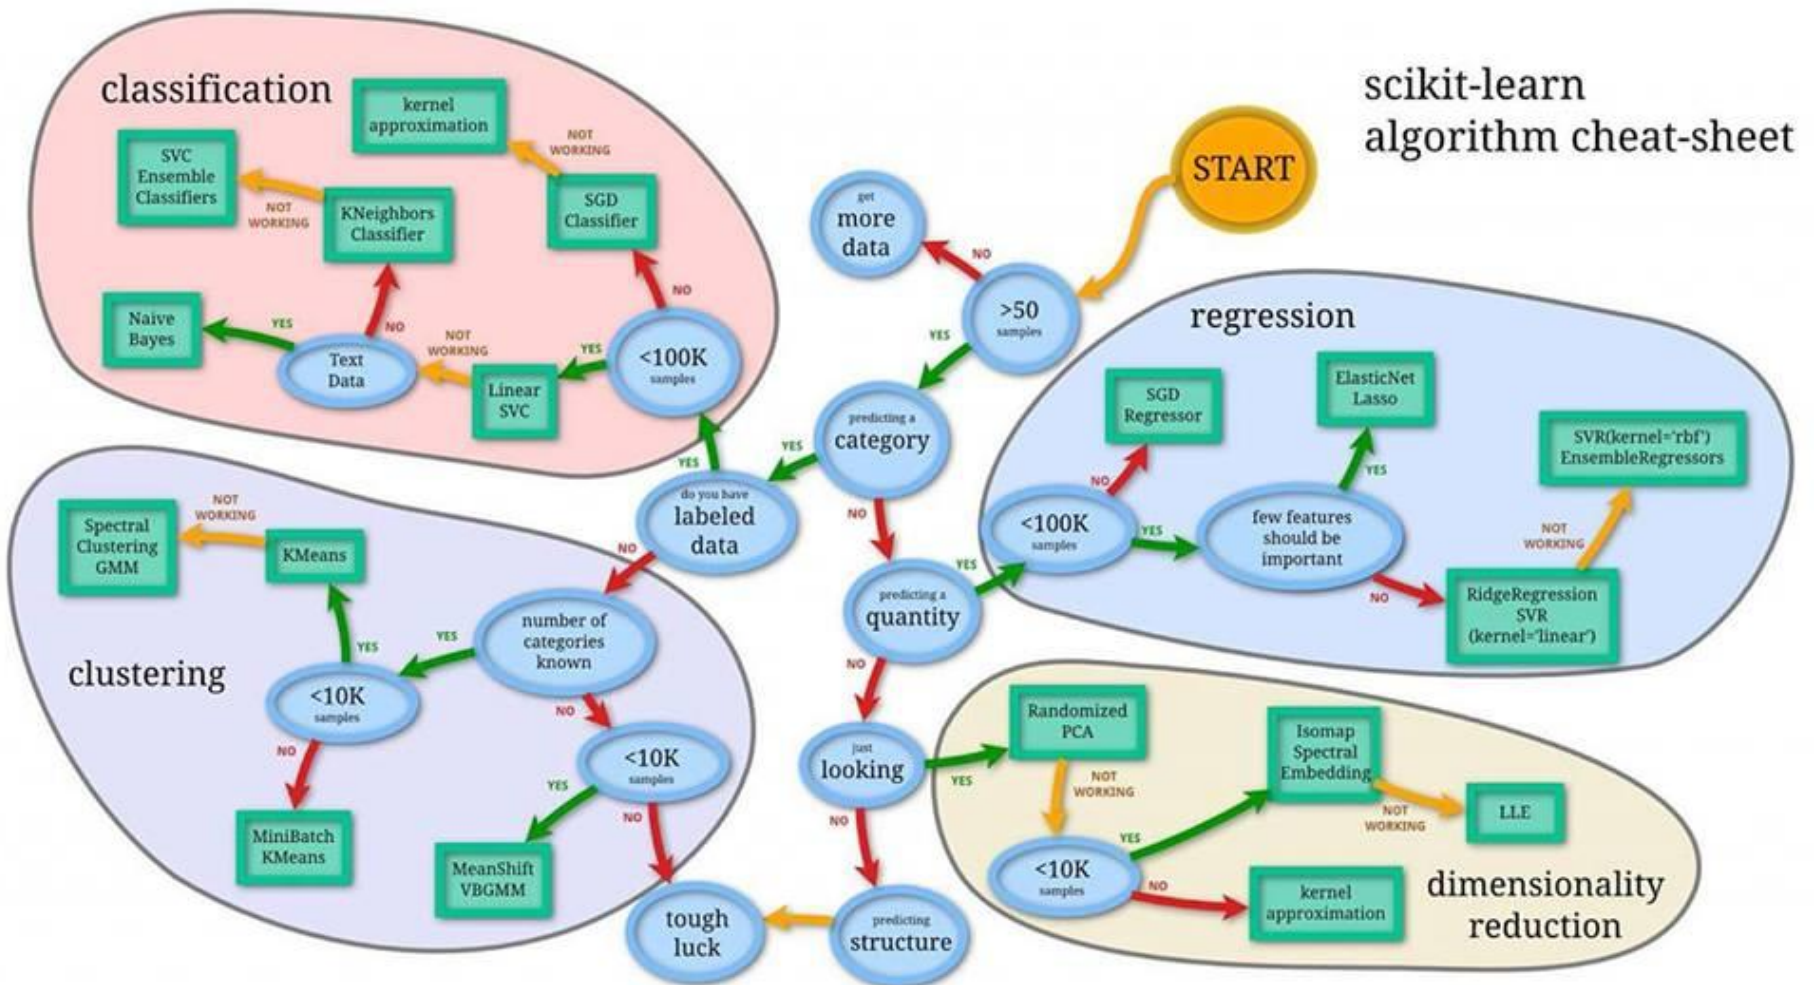 scikit-learn
algorithm cheat-sheet
START
>50
samples
NO
get
more
data
YES
predicting a
category
YES
do you have
labeled
data
YES
NO
NO
predicting a
quantity
YES
NO
just
looking
YES
NO
predicting
structure
tough
luck
classification
<100K
samples
NO
SGD
Classifier
NOT
WORKING
kernel
approximation
YES
Linear
SVC
NOT
WORKING
Text
Data
YES
Naive
Bayes
NO
KNeighbors
Classifier
NOT
WORKING
SVC
Ensemble
Classifiers
clustering
number of
categories
known
YES
<10K
samples
YES
KMeans
NOT
WORKING
Spectral
Clustering
GMM
NO
MiniBatch
KMeans
NO
<10K
samples
YES
MeanShift
VBGMM
NO
regression
<100K
samples
NO
SGD
Regressor
YES
few features
should be
important
YES
ElasticNet
Lasso
NO
RidgeRegression
SVR
(kernel='linear')
NOT
WORKING
SVR(kernel='rbf')
EnsembleRegressors
dimensionality
reduction
Randomized
PCA
NOT
WORKING
<10K
samples
YES
Isomap
Spectral
Embedding
NOT
WORKING
LLE
NO
kernel
approximation